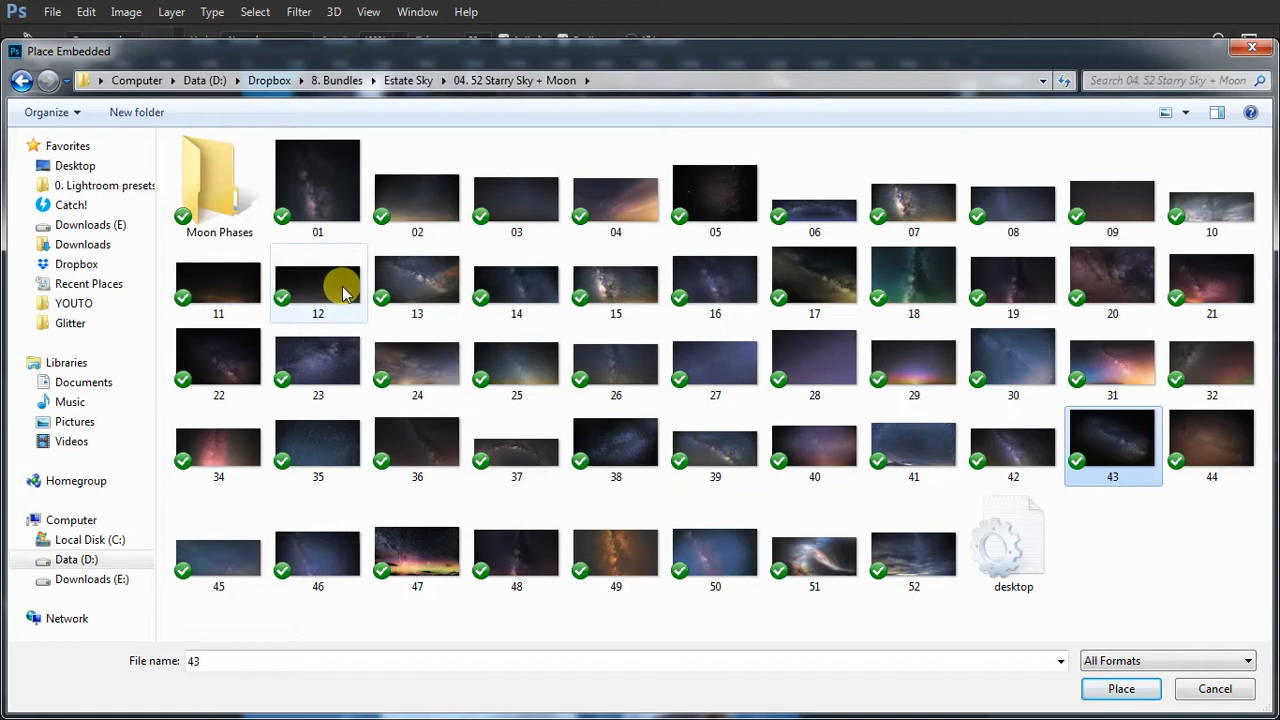 Ps File Edit Image Layer Type Select Filter 3D View Window Help
Ps Place Embedded
Computer Data (D:) Dropbox 8. Bundles Estate Sky 04. 52 Starry Sky + Moon Search 04. 52 Starry Sky + Moon
Organize New folder
Favorites
Desktop
0. Lightroom presets
Catch!
Downloads (E)
Downloads
Dropbox
Recent Places
YOUTO
Glitter
Libraries
Documents
Music
Pictures
Videos
Homegroup
Computer
Local Disk (C:)
Data (D:)
Downloads (E:)
Network
Moon Phases 01 02 03 04 05 06 07 08 09 10
11 12 13 14 15 16 17 18 19 20 21
22 23 24 25 26 27 28 29 30 31 32
34 35 36 37 38 39 40 41 42 43 44
45 46 47 48 49 50 51 52 desktop
File name: 43 All Formats
Place Cancel